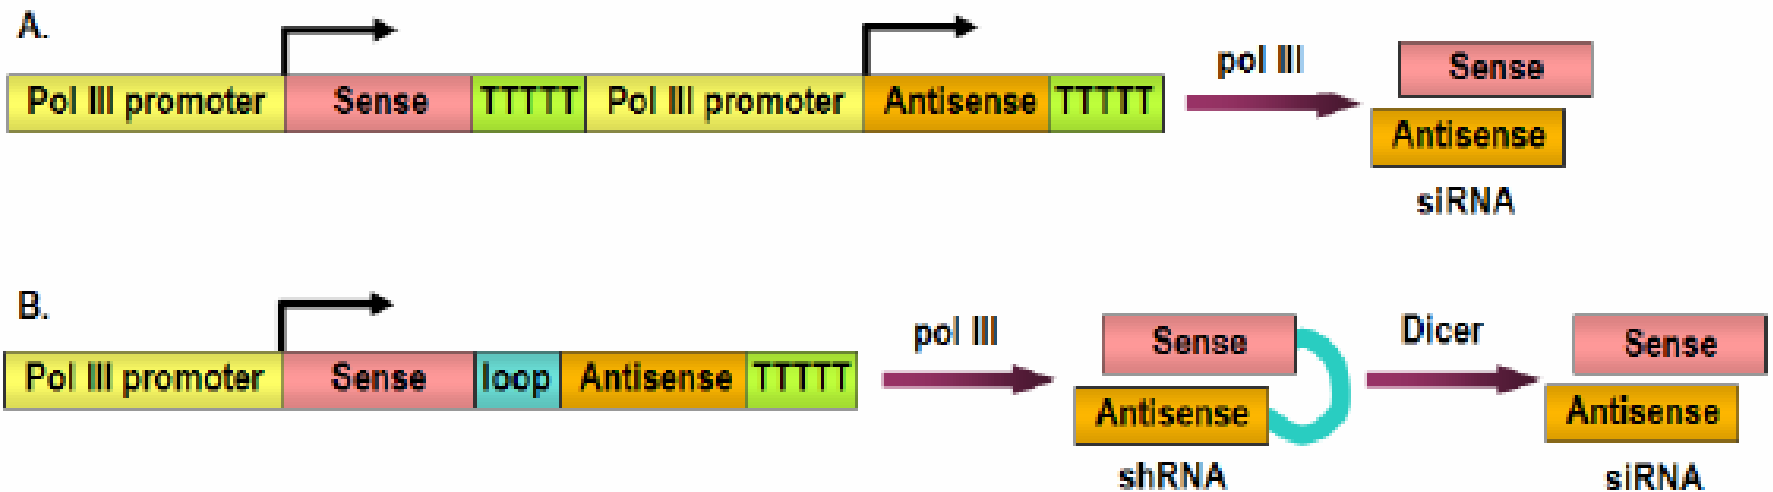 A.
pol III
Sense
Pol III promoter Sense TTTTT Pol III promoter Antisense TTTTT
Antisense
siRNA
B.
pol III
Dicer
Sense
Sense
Pol III promoter Sense loop Antisense TTTTT
Antisense
Antisense
shRNA
siRNA